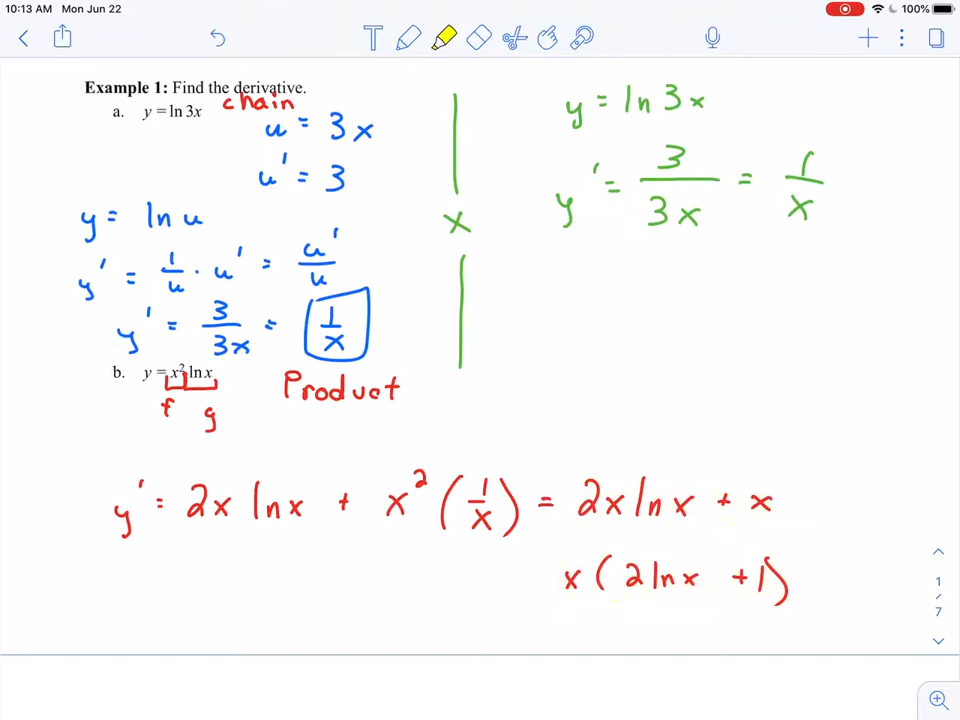 10:13 AM Mon Jun 22 100%
Example 1: Find the derivative.
a. y = ln 3x
chain
u = 3x
u' = 3
y = ln u
y' = 1/u · u' = u'/u
y' = 3/3x = 1/x
x
y = ln 3x
y' = 3/3x = 1/x
b. y = x² ln x
f g
Product
y' = 2x ln x + x² (1/x) = 2x ln x + x
x (2 ln x + 1)
1
/
7